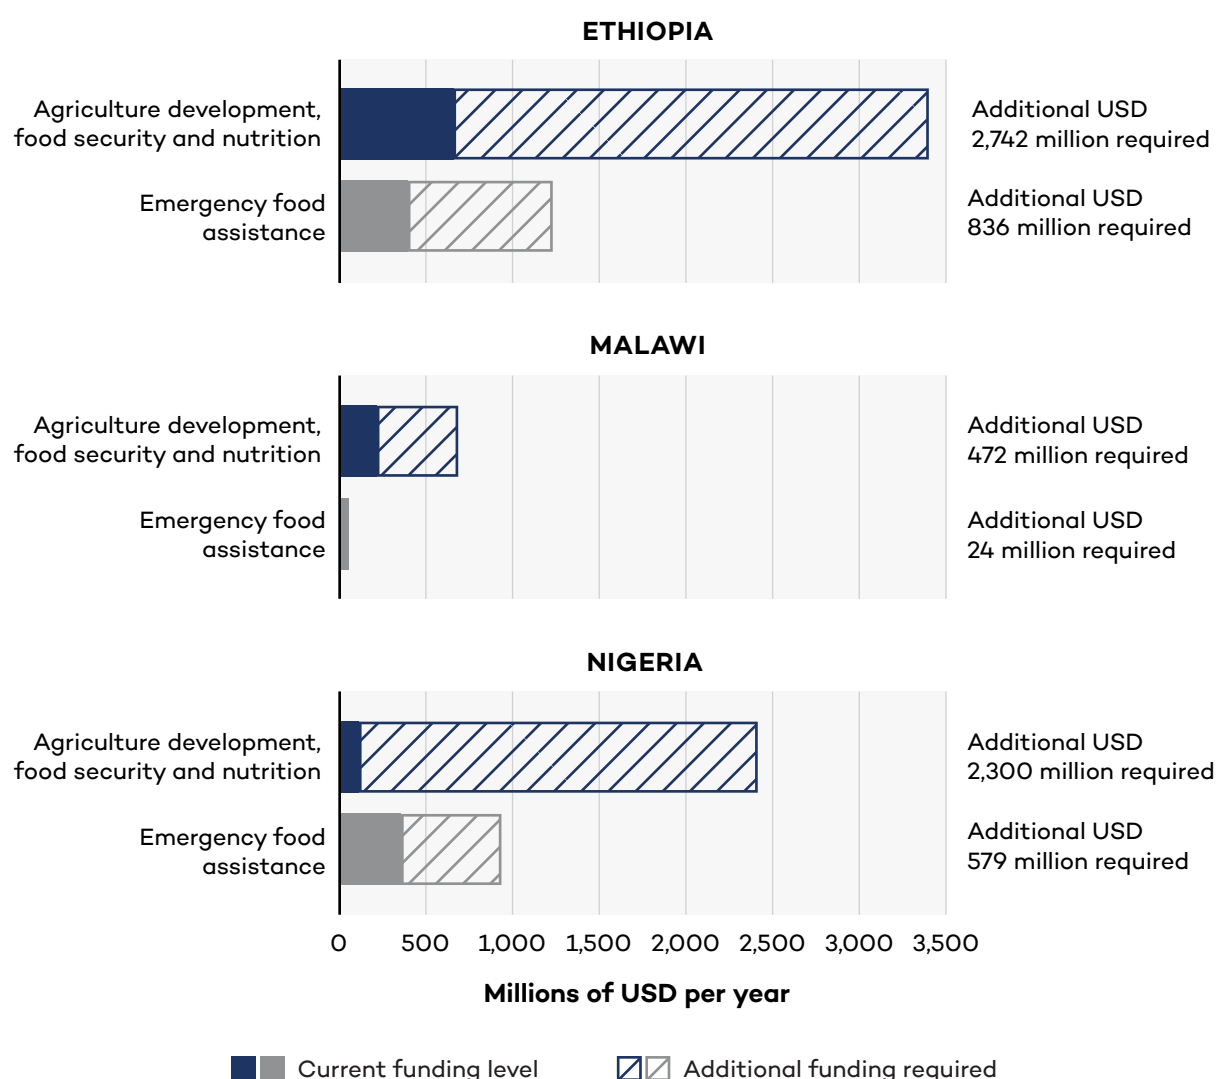 ETHIOPIA
Agriculture development,
food security and nutrition
Additional USD
2,742 million required
Emergency food
assistance
Additional USD
836 million required
MALAWI
Agriculture development,
food security and nutrition
Additional USD
472 million required
Emergency food
assistance
Additional USD
24 million required
NIGERIA
Agriculture development,
food security and nutrition
Additional USD
2,300 million required
Emergency food
assistance
Additional USD
579 million required
0 500 1,000 1,500 2,000 2,500 3,000 3,500
Millions of USD per year
Current funding level
Additional funding required